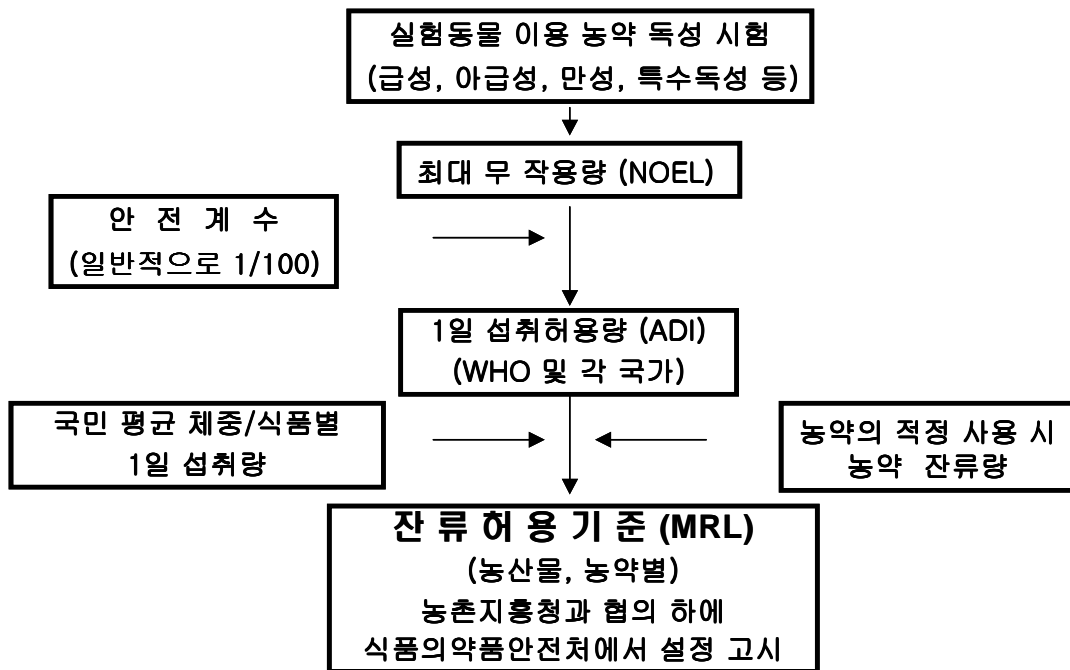 실험동물 이용 농약 독성 시험
(급성, 아급성, 만성, 특수독성 등)
최대 무 작용량 (NOEL)
안 전 계 수
(일반적으로 1/100)
1일 섭취허용량 (ADI)
(WHO 및 각 국가)
국민 평균 체중/식품별
1일 섭취량
농약의 적정 사용 시
농약 잔류량
잔 류 허 용 기 준 (MRL)
(농산물, 농약별)
농촌지흥청과 협의 하에
식품의약품안전처에서 설정 고시